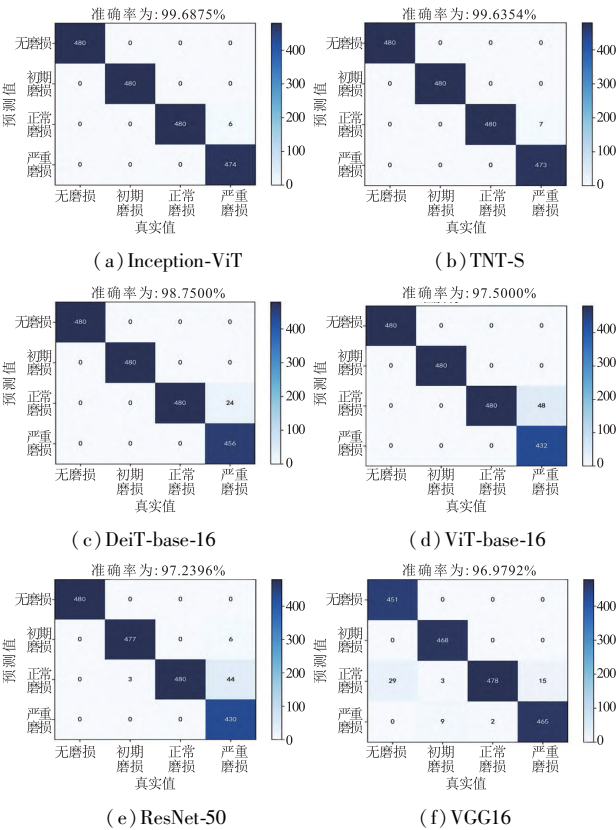 准确率为:99.6875%
无磨损 480 0 0 0 400
初期磨损 0 480 0 0 300
预测值
正常磨损 0 0 480 6 200 100
严重磨损 0 0 0 474 0
无磨损 初期磨损 正常磨损 严重磨损
真实值
(a)Inception-ViT
准确率为:99.6354%
无磨损 480 0 0 0 400
初期磨损 0 480 0 0 300
预测值
正常磨损 0 0 480 7 200 100
严重磨损 0 0 0 473 0
无磨损 初期磨损 正常磨损 严重磨损
真实值
(b)TNT-S
准确率为:98.7500%
无磨损 480 0 0 0 400
初期磨损 0 480 0 0 300
预测值
正常磨损 0 0 480 24 200 100
严重磨损 0 0 0 456 0
无磨损 初期磨损 正常磨损 严重磨损
真实值
(c)DeiT-base-16
准确率为:97.5000%
无磨损 480 0 0 0 400
初期磨损 0 480 0 0 300
预测值
正常磨损 0 0 480 48 200 100
严重磨损 0 0 0 432 0
无磨损 初期磨损 正常磨损 严重磨损
真实值
(d)ViT-base-16
准确率为:97.2396%
无磨损 480 0 0 0 400
初期磨损 0 477 0 6 300
预测值
正常磨损 0 3 480 44 200 100
严重磨损 0 0 0 430 0
无磨损 初期磨损 正常磨损 严重磨损
真实值
(e)ResNet-50
准确率为:96.9792%
无磨损 451 0 0 0 400
初期磨损 0 468 0 0 300
预测值
正常磨损 29 3 478 15 200 100
严重磨损 0 9 2 465 0
无磨损 初期磨损 正常磨损 严重磨损
真实值
(f)VGG16